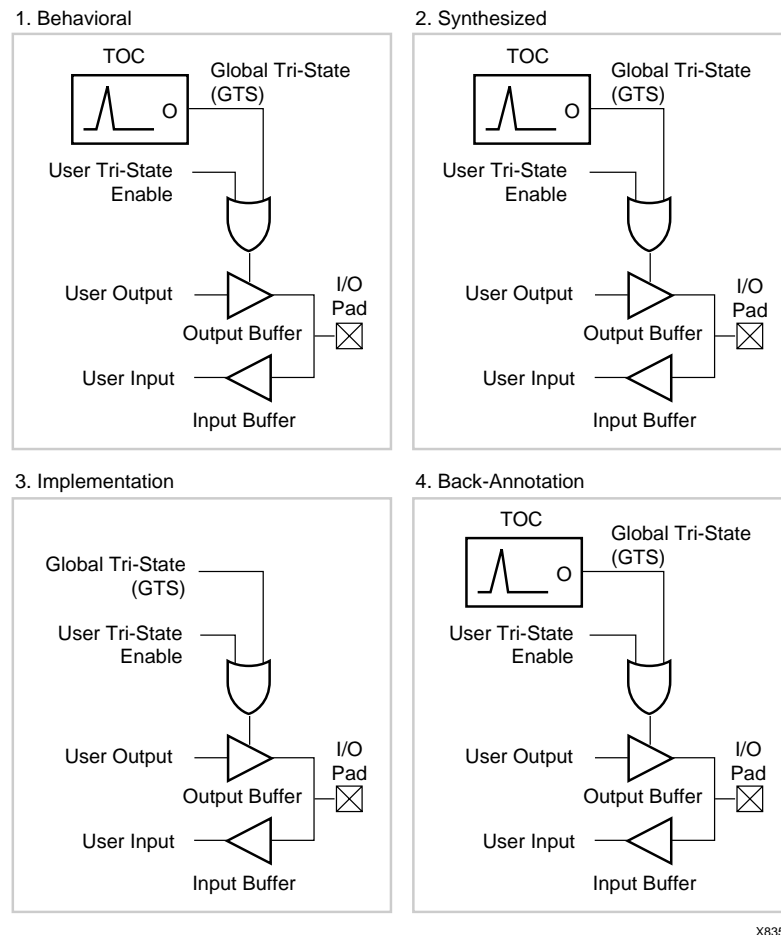 1. Behavioral
TOC
O
Global Tri-State
(GTS)
User Tri-State
Enable
User Output
I/O
Pad
Output Buffer
User Input
Input Buffer
2. Synthesized
TOC
O
Global Tri-State
(GTS)
User Tri-State
Enable
User Output
I/O
Pad
Output Buffer
User Input
Input Buffer
3. Implementation
Global Tri-State
(GTS)
User Tri-State
Enable
User Output
I/O
Pad
Output Buffer
User Input
Input Buffer
4. Back-Annotation
TOC
O
Global Tri-State
(GTS)
User Tri-State
Enable
User Output
I/O
Pad
Output Buffer
User Input
Input Buffer